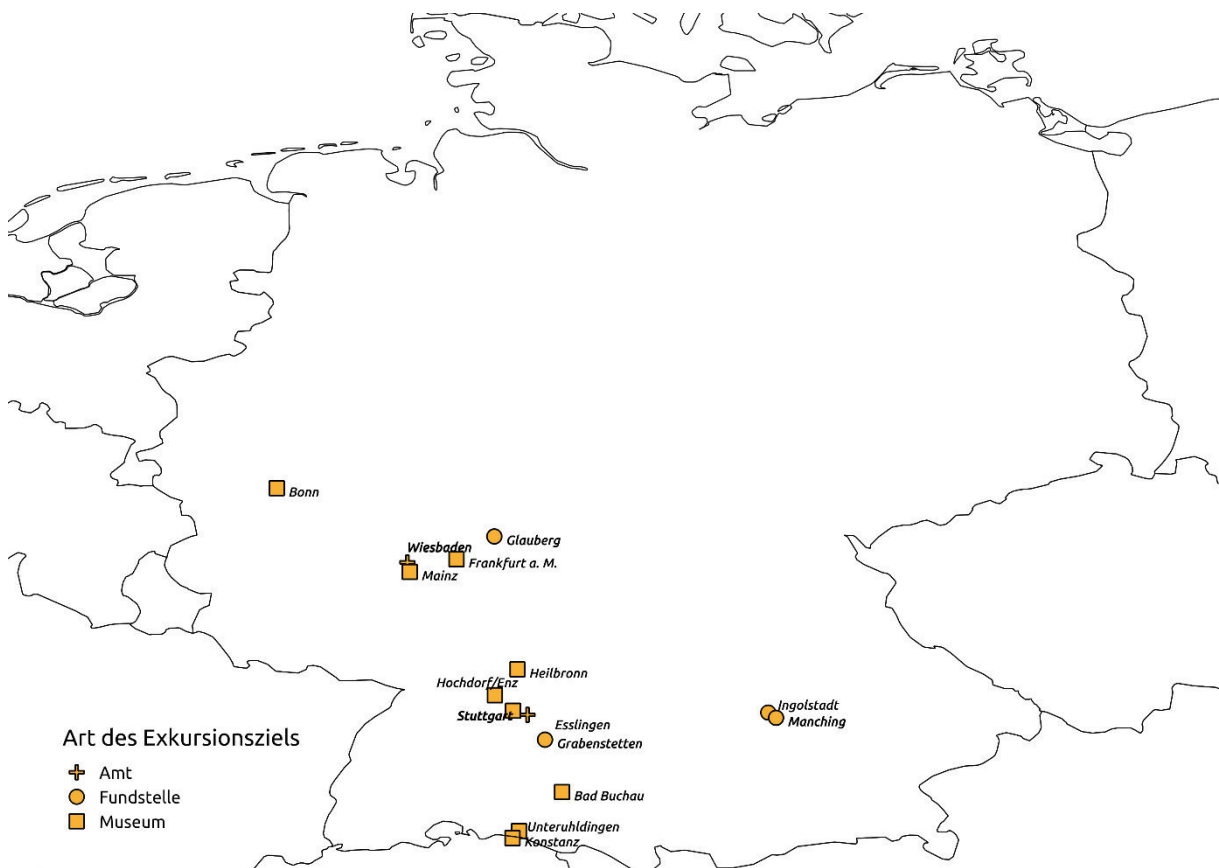 Bonn
Glauberg
Wiesbaden
Frankfurt a. M.
Mainz
Heilbronn
Hochdorf/Enz
Ingolstadt
Stuttgart
Manching
Esslingen
Grabenstetten
Art des Exkursionsziels
Amt
Bad Buchau
Fundstelle
Museum
Unteruhldingen
Konstanz